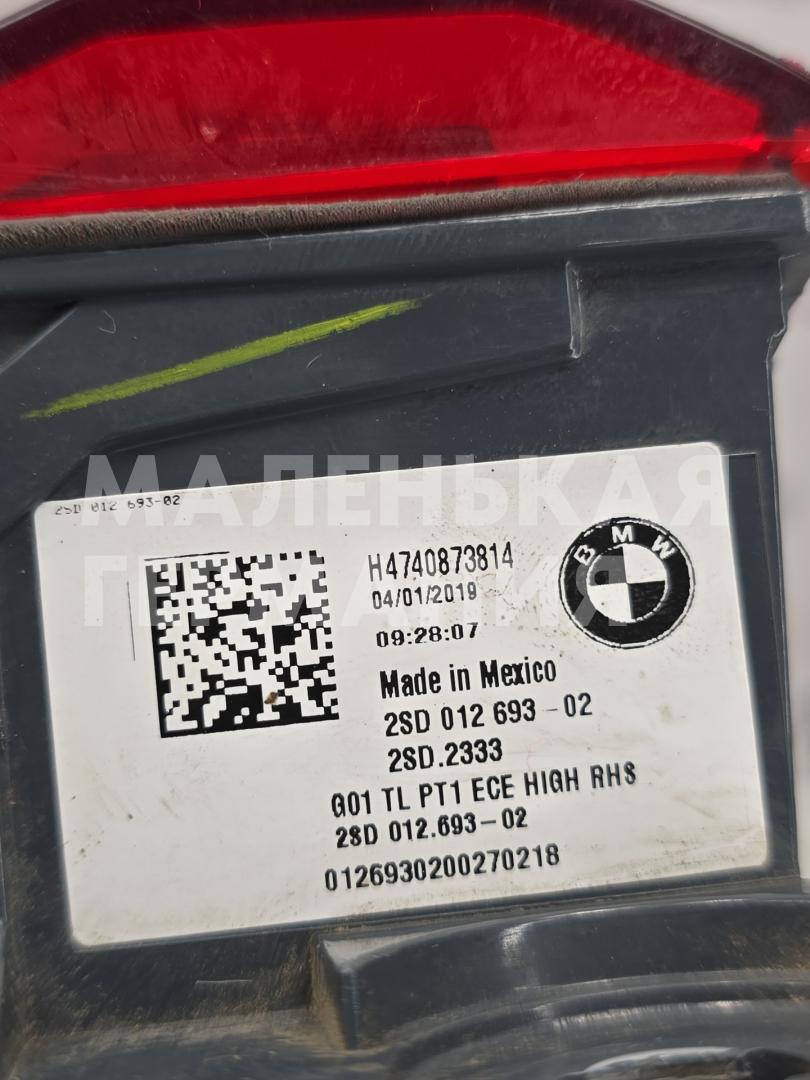 2SD 012 693-02
МАЛЕНЬКАЯ
ГЕРМАНИЯ
H4740873814
04/01/2019
09:28:07
BMW
Made in Mexico
2SD 012 693-02
2SD.2333
G01 TL PT1 ECE HIGH RHS
2SD 012.693-02
0126930200270218